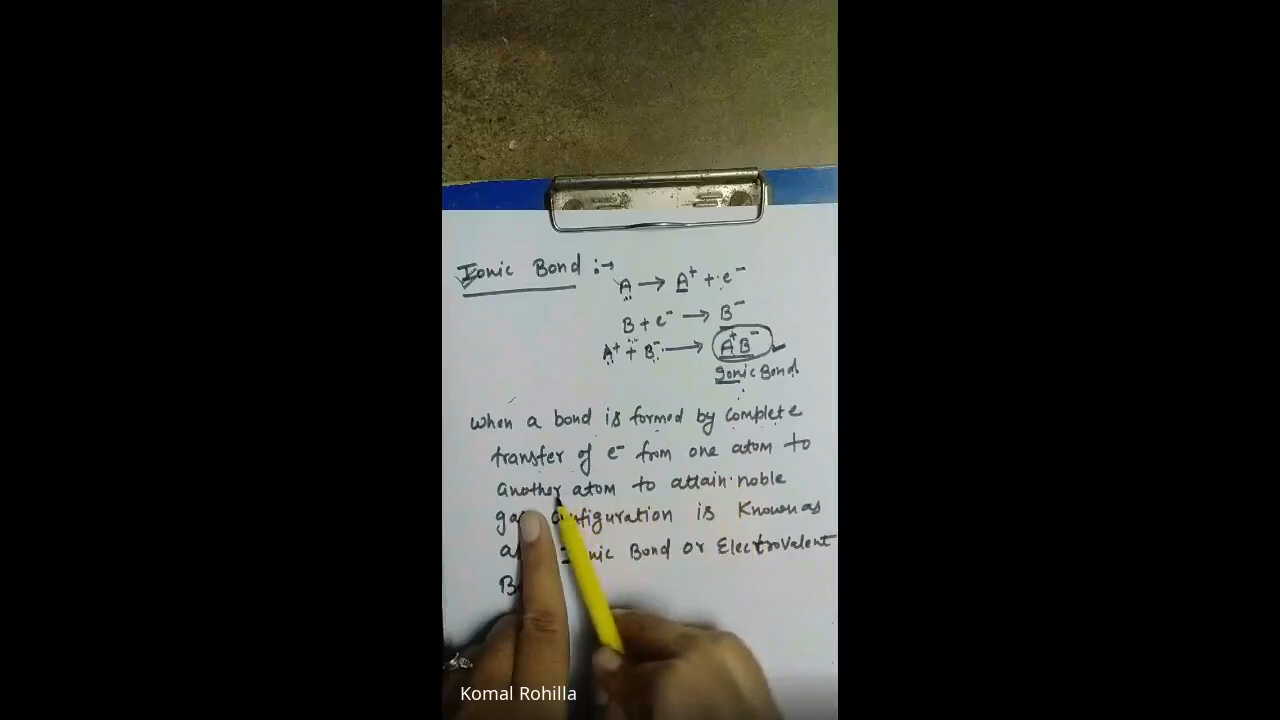 Ionic Bond :→
A → A⁺ + e⁻
B + e⁻ → B⁻
A⁺ + B⁻ → A⁺B⁻
Ionic Bond.
When a bond is formed by complete
transfer of e⁻ from one atom to
another atom to attain noble
configuration is known as
Ionic Bond or Electrovalent
Komal Rohilla